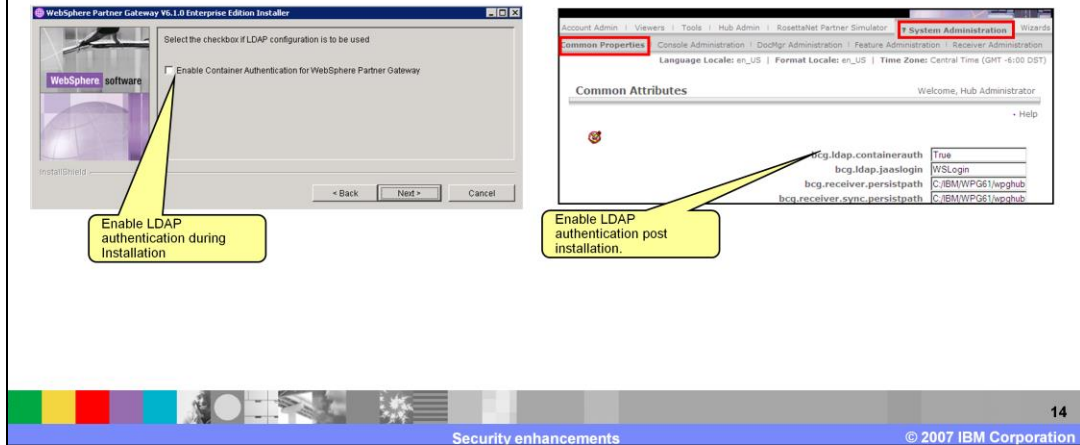 WebSphere Partner Gateway V6.1.0 Enterprise Edition Installer
Select the checkbox if LDAP configuration is to be used
Enable Container Authentication for WebSphere Partner Gateway
WebSphere software
InstallShield
< Back
Next >
Cancel
Enable LDAP
authentication during
Installation
Account Admin | Viewers | Tools | Hub Admin | RosettaNet Partner Simulator | System Administration | Wizards
Common Properties | Console Administration | DocMgr Administration | Feature Administration | Receiver Administration
Language Locale: en_US | Format Locale: en_US | Time Zone: Central Time (GMT -6:00 DST)
Common Attributes
Welcome, Hub Administrator
• Help
bcg.ldap.containerauth True
bcg.ldap.jaaslogin WSLogin
bcg.receiver.persistpath C:/IBM/WPG61/wpghub
bcg.receiver.sync.persistpath C:/IBM/WPG61/wpghub
Enable LDAP
authentication post
installation.
14
Security enhancements
© 2007 IBM Corporation